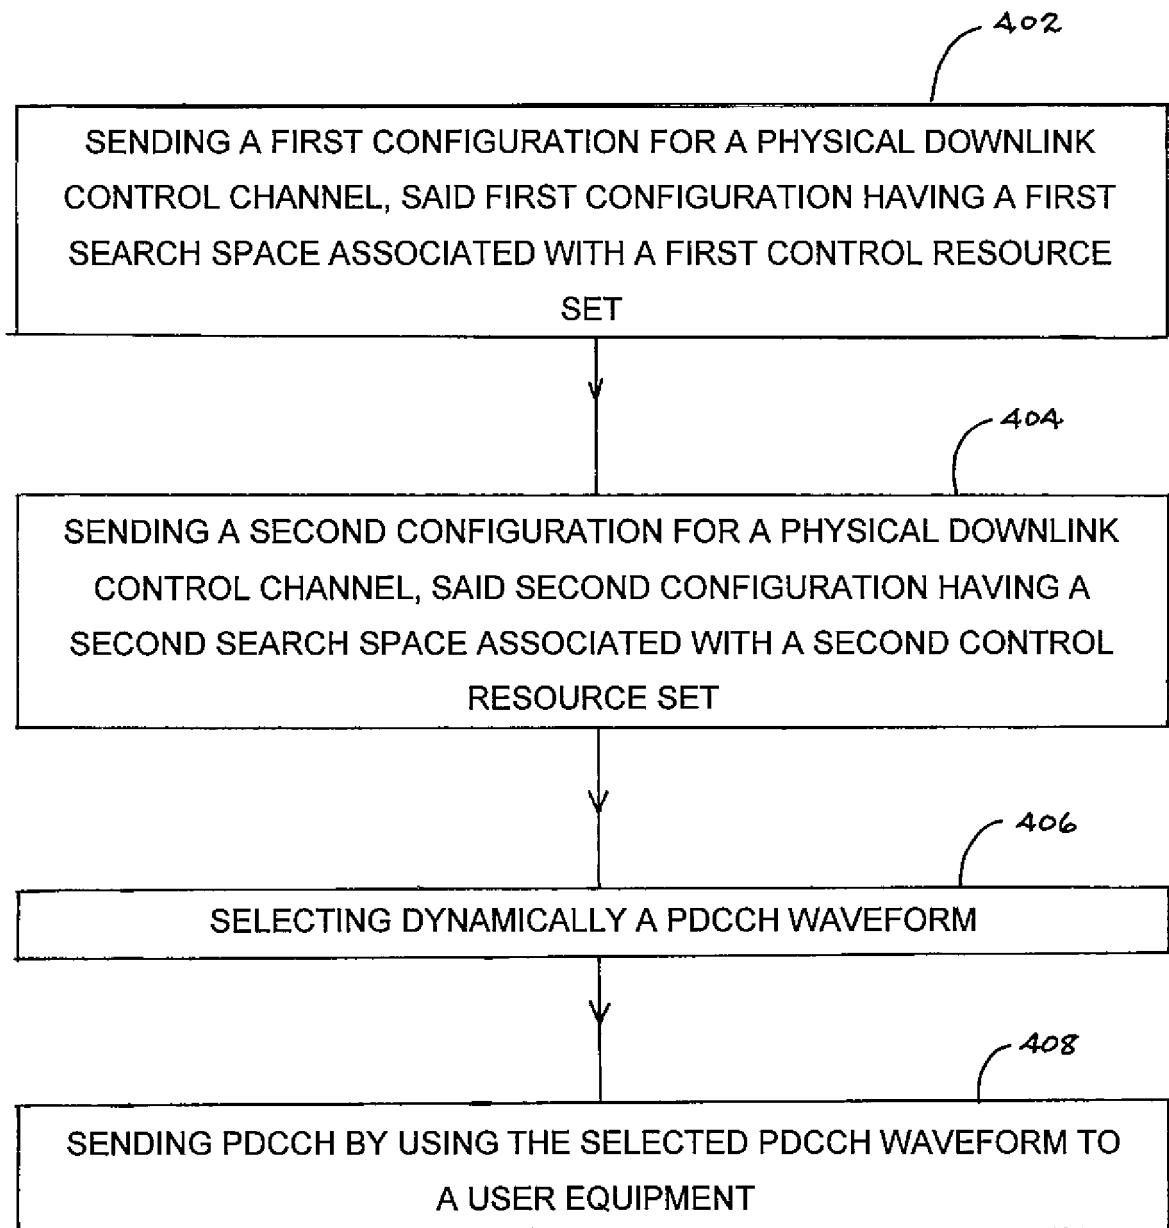 402
SENDING A FIRST CONFIGURATION FOR A PHYSICAL DOWNLINK
CONTROL CHANNEL, SAID FIRST CONFIGURATION HAVING A FIRST
SEARCH SPACE ASSOCIATED WITH A FIRST CONTROL RESOURCE
SET
404
SENDING A SECOND CONFIGURATION FOR A PHYSICAL DOWNLINK
CONTROL CHANNEL, SAID SECOND CONFIGURATION HAVING A
SECOND SEARCH SPACE ASSOCIATED WITH A SECOND CONTROL
RESOURCE SET
406
SELECTING DYNAMICALLY A PDCCH WAVEFORM
408
SENDING PDCCH BY USING THE SELECTED PDCCH WAVEFORM TO
A USER EQUIPMENT